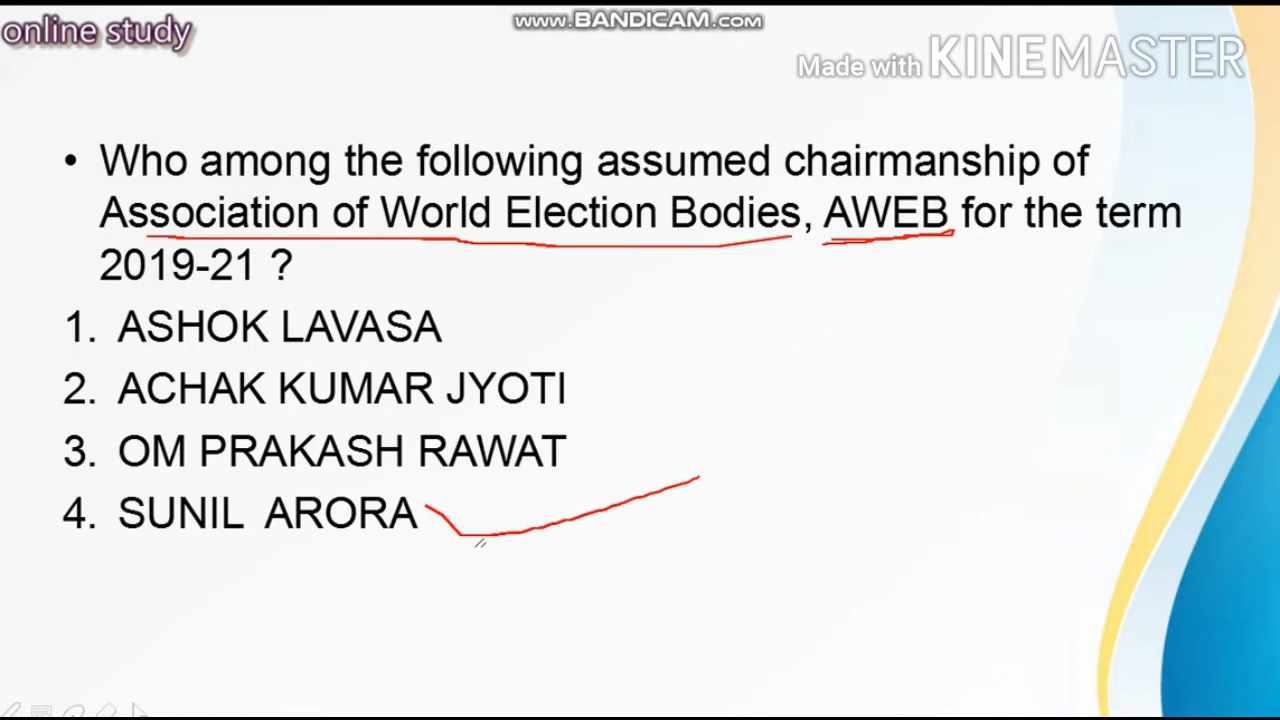 online study
www.BANDICAM.com
Made with KINEMASTER
• Who among the following assumed chairmanship of
Association of World Election Bodies, AWEB for the term
2019-21 ?
1. ASHOK LAVASA
2. ACHAK KUMAR JYOTI
3. OM PRAKASH RAWAT
4. SUNIL ARORA